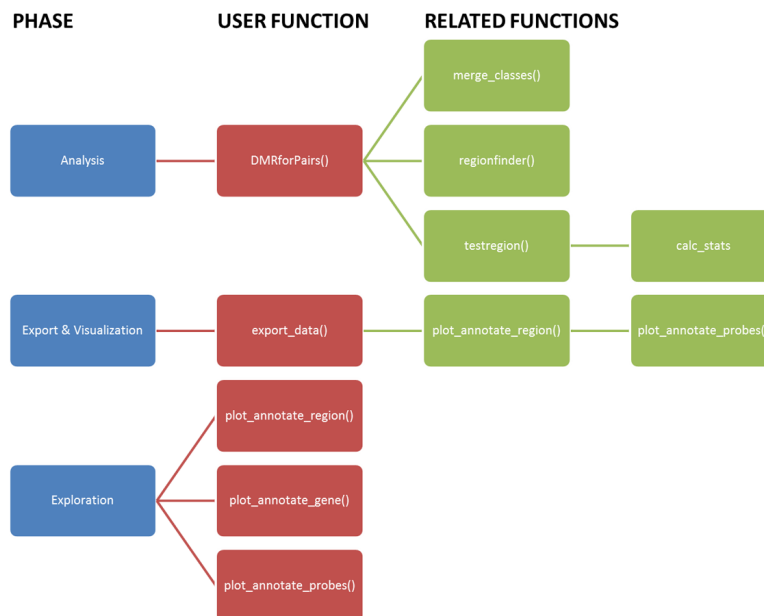 PHASE USER FUNCTION RELATED FUNCTIONS
merge_classes()
Analysis DMRforPairs() regionfinder()
testregion() calc_stats
Export & Visualization export_data() plot_annotate_region() plot_annotate_probes()
plot_annotate_region()
Exploration plot_annotate_gene()
plot_annotate_probes()